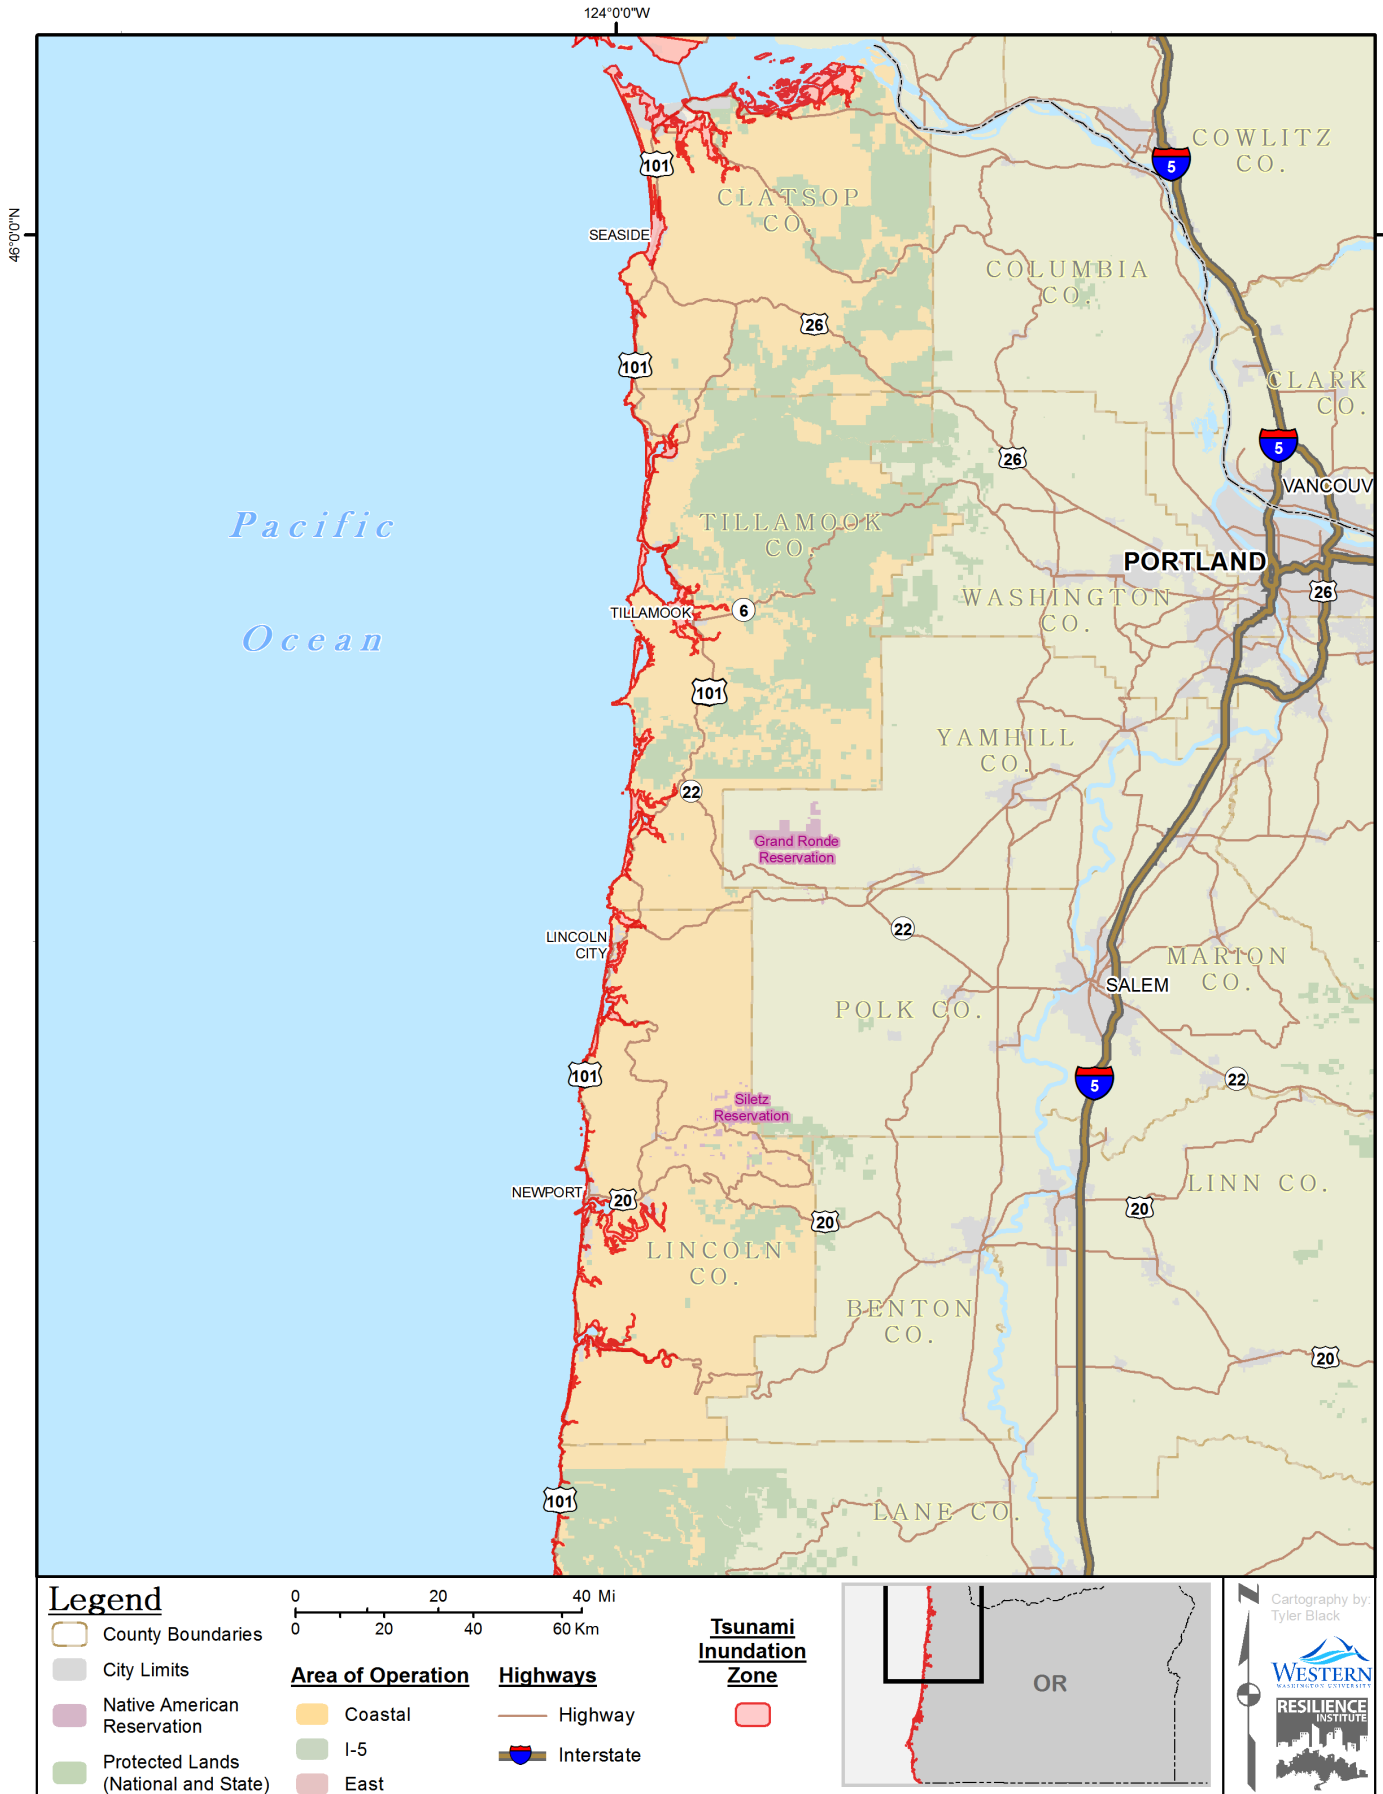 124°0'0"W
46°0'0"N
COWLITZ
CO.
5
101
CLATSOP
CO.
SEASIDE
COLUMBIA
CO.
26
101
CLARK
CO.
5
26
VANCOUV
Pacific
TILLAMOOK
CO.
PORTLAND
26
WASHINGTON
CO.
TILLAMOOK
6
Ocean
101
YAMHILL
CO.
22
Grand Ronde
Reservation
22
LINCOLN
CITY
MARION
CO.
SALEM
POLK CO.
101
5
22
Siletz
Reservation
LINN CO.
NEWPORT
20
20
20
LINCOLN
CO.
BENTON
CO.
20
101
LANE CO.
Legend
County Boundaries
City Limits
Native American
Reservation
Protected Lands
(National and State)
0 20 40 Mi
0 20 40 60 Km
Area of Operation
Coastal
I-5
East
Highways
Highway
Interstate
Tsunami
Inundation
Zone
OR
N
Cartography by:
Tyler Black
WESTERN
WASHINGTON UNIVERSITY
RESILIENCE
INSTITUTE